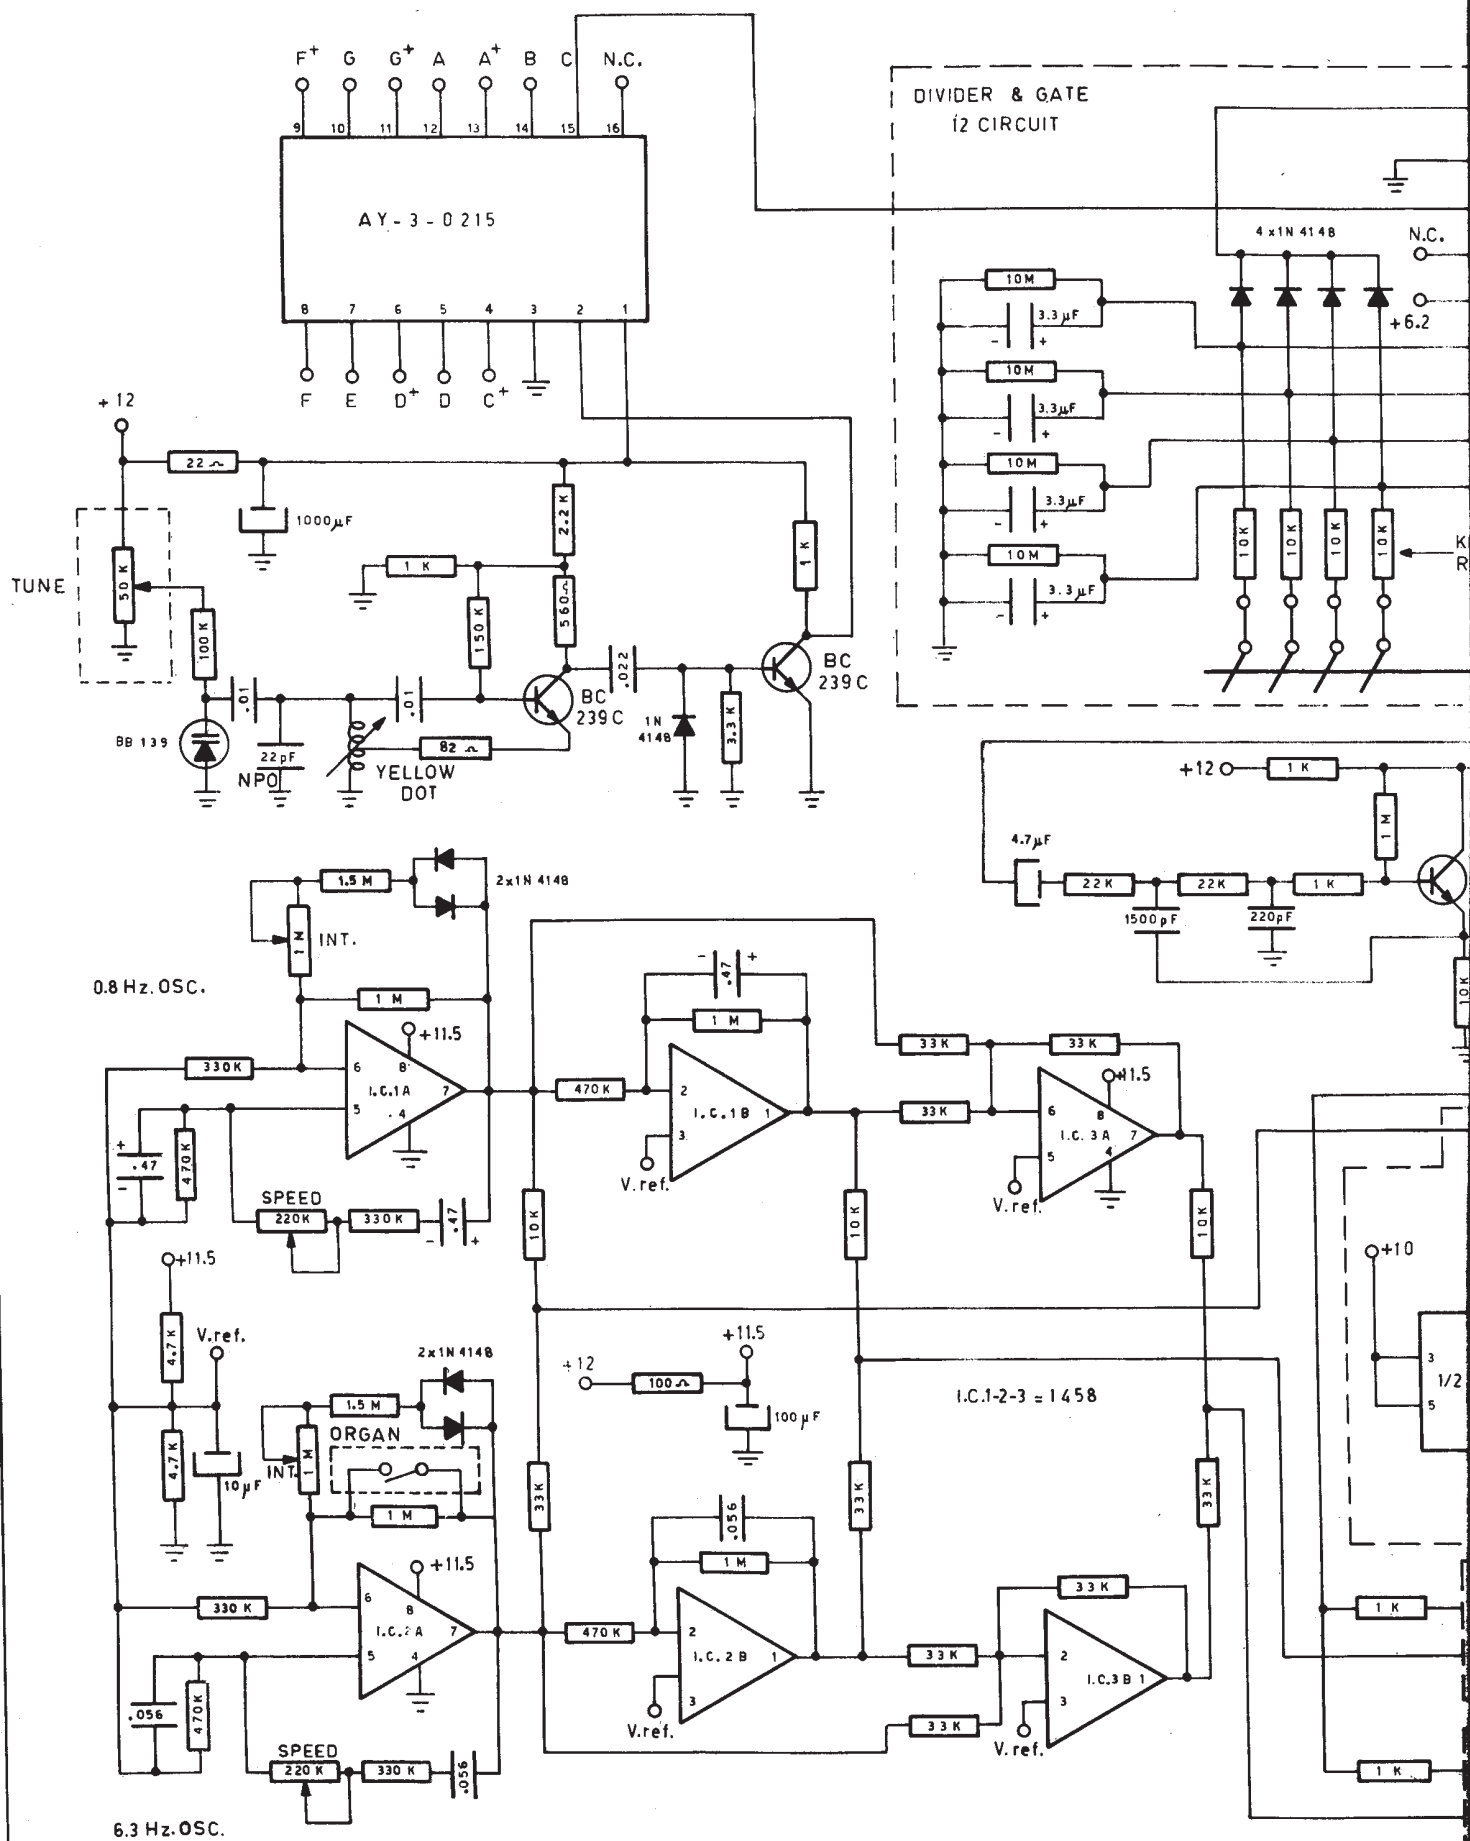 F+ G G+ A A+ B C N.C.
9 10 11 12 13 14 15 16
AY-3-0215
8 7 6 5 4 3 2 1
F E D+ D C+
DIVIDER & GATE
12 CIRCUIT
4x1N 4148
N.C.
+6.2
10M
3.3µF
- +
10M
3.3µF
- +
10M
3.3µF
- +
10M
3.3µF
- +
10K 10K 10K 10K
K
R
+12
22Ω
1000µF
2.2K
1K
1K
560Ω
150K
TUNE
50K
100K
.01
.01
.022
BC
239C
BC
239C
BB 139
22pF
NPO
YELLOW
DOT
82Ω
1N
4148
3.3K
+12
1K
1M
4.7µF
22K
22K
1K
1500pF
220pF
10K
1.5M
2x1N 4148
1M
INT.
0.8 Hz. OSC.
1M
+11.5
330K
6 8 I.C.1A 7
5 4
+
.47
-
470K
SPEED
220K
330K
.47
- +
- .47 +
1M
470K
2 I.C.1B 1
3
V.ref.
33K
33K
33K
+11.5
6 8 I.C.3A 7
5 4
V.ref.
10K
10K
10K
+11.5
4.7K
V.ref.
4.7K
10µF
2x1N 4148
1.5M
ORGAN
INT.
1M
1M
+12
100Ω
+11.5
100µF
I.C.1-2-3 = 1458
+10
3
1/2
5
33K
33K
33K
+11.5
330K
6 8 I.C.2A 7
5 4
.056
470K
SPEED
220K
330K
.056
6.3 Hz. OSC.
.056
1M
470K
2 I.C.2B 1
3
V.ref.
33K
33K
33K
2 I.C.3B 1
3
V.ref.
1K
1K